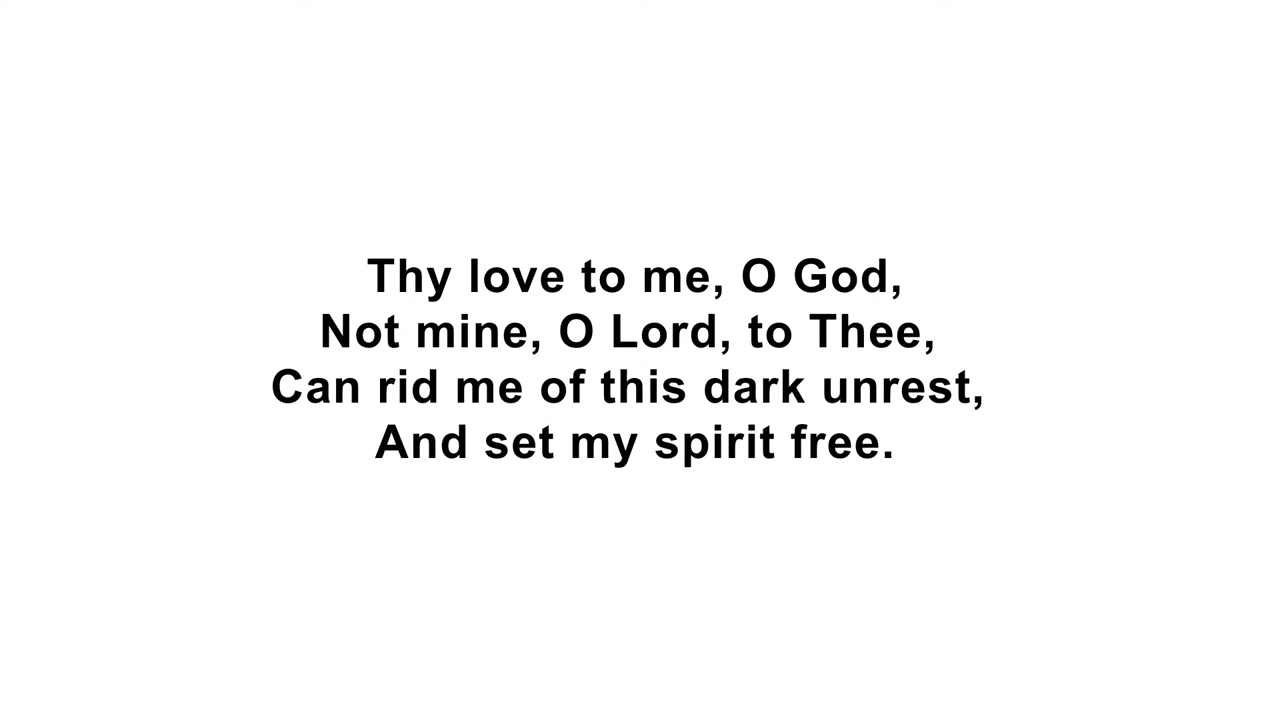 Thy love to me, O God,
Not mine, O Lord, to Thee,
Can rid me of this dark unrest,
And set my spirit free.